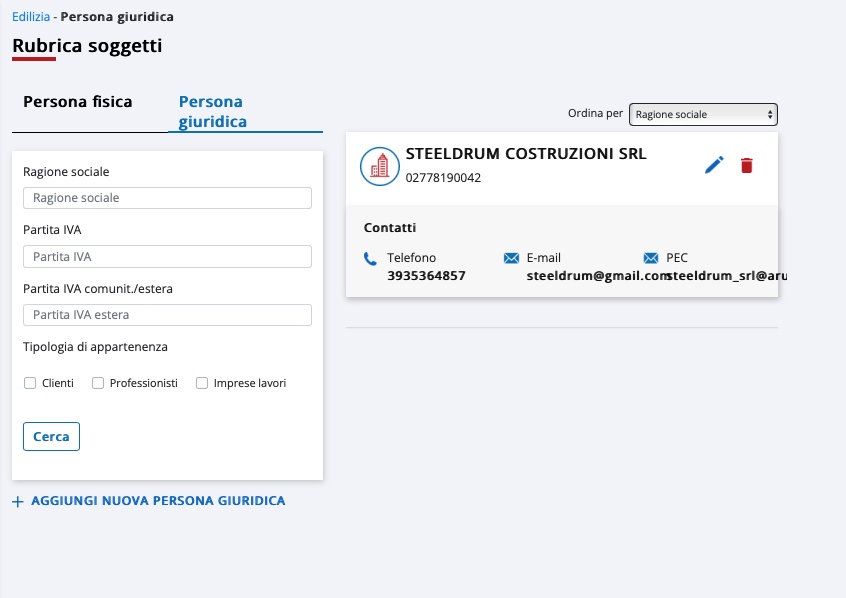 Edilizia - Persona giuridica
Rubrica soggetti
Persona fisica
Persona giuridica
Ragione sociale
Ragione sociale
Partita IVA
Partita IVA
Partita IVA comunit./estera
Partita IVA estera
Tipologia di appartenenza
Clienti Professionisti Imprese lavori
Cerca
+ AGGIUNGI NUOVA PERSONA GIURIDICA
Ordina per Ragione sociale
STEELDRUM COSTRUZIONI SRL
02778190042
Contatti
Telefono E-mail PEC
3935364857 steeldrum@gmail.com steeldrum_srl@aru